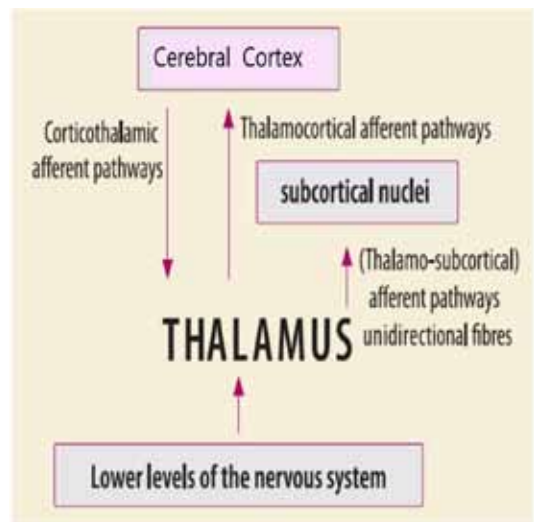 Cerebral Cortex
Corticothalamic
afferent pathways
Thalamocortical afferent pathways
subcortical nuclei
(Thalamo-subcortical)
afferent pathways
unidirectional fibres
THALAMUS
Lower levels of the nervous system